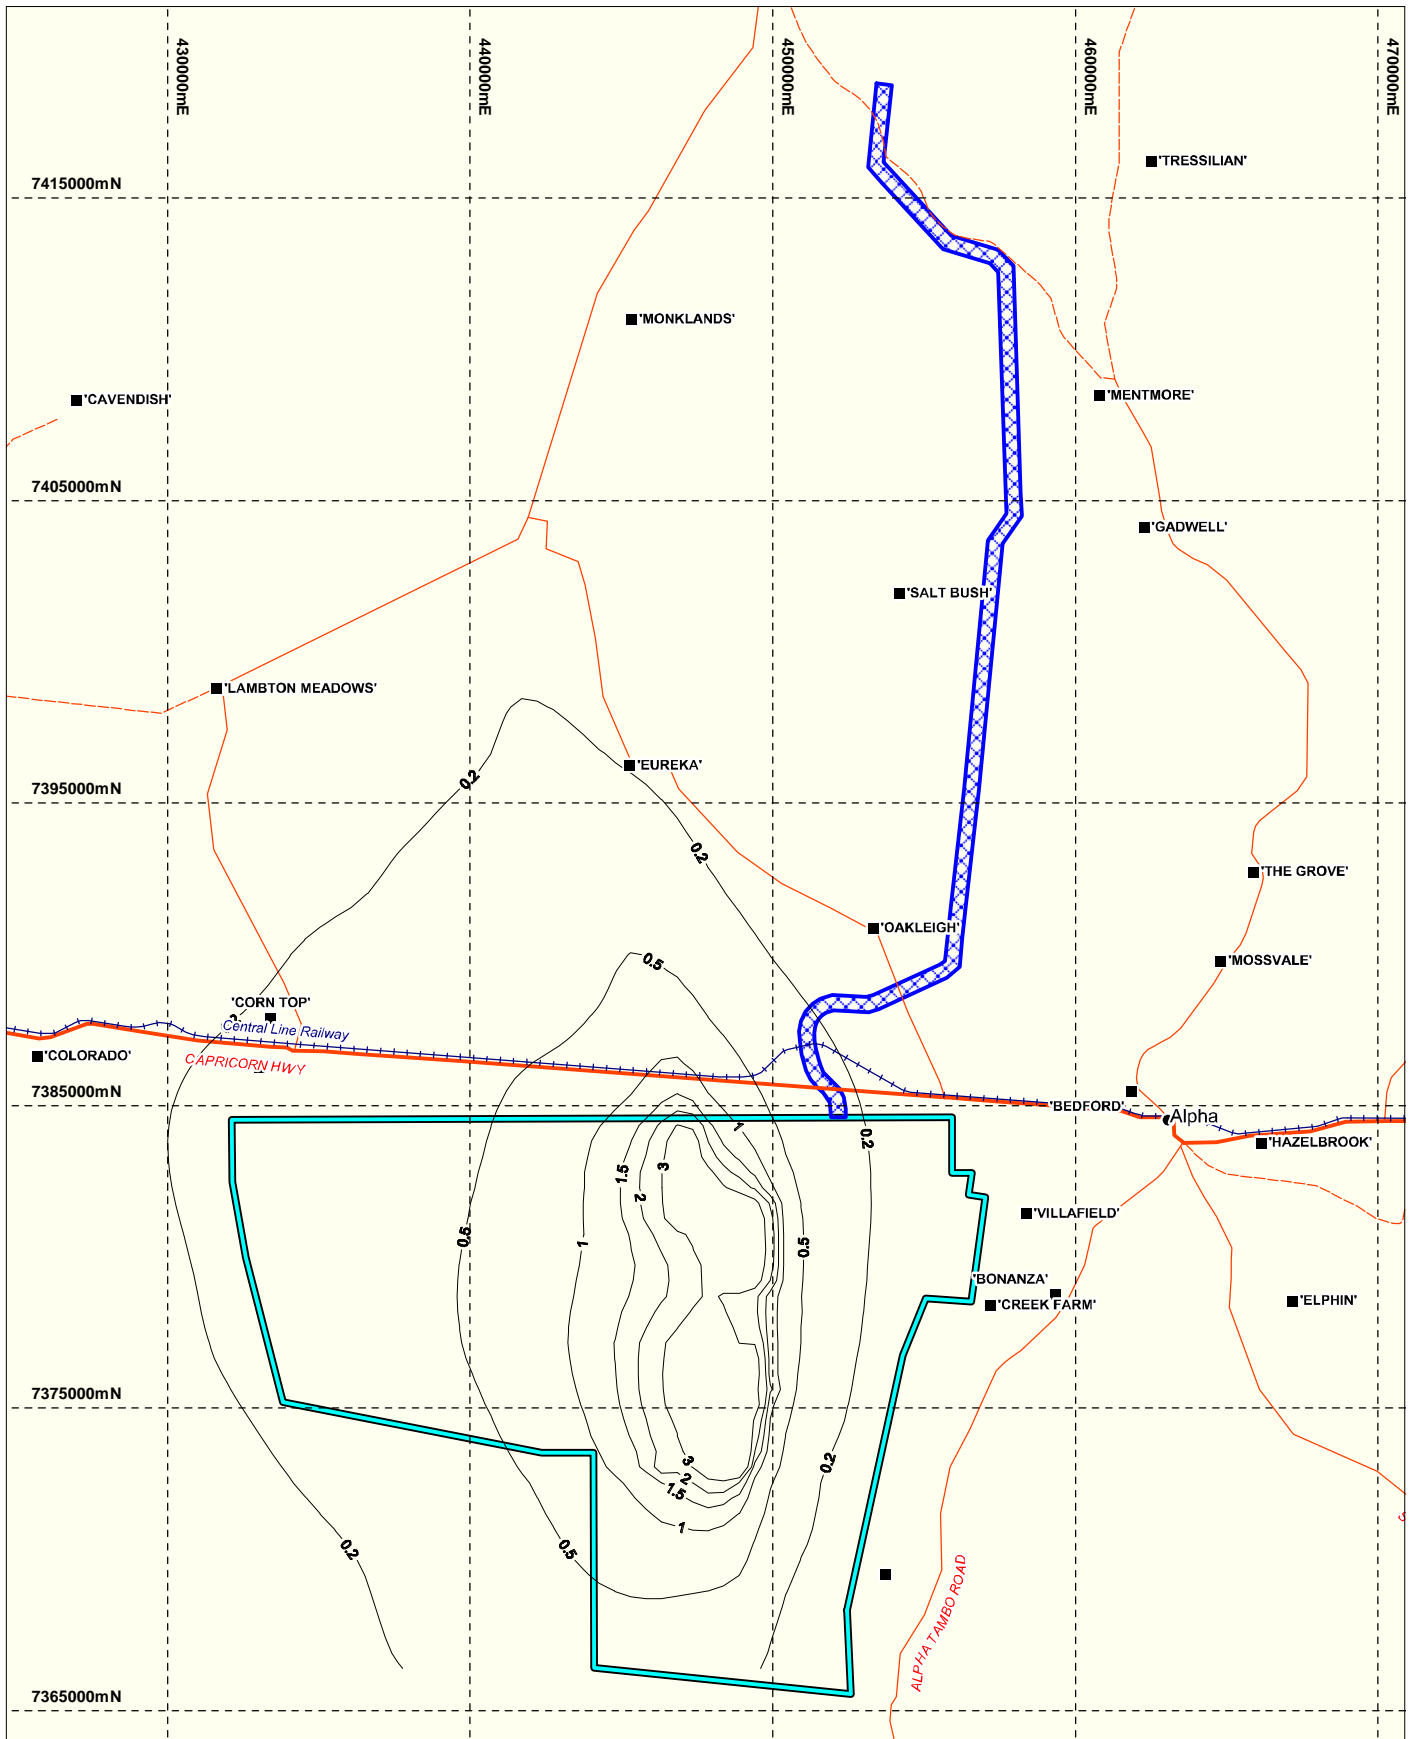 430000mE
440000mE
450000mE
460000mE
470000mE
'TRESSILIAN'
7415000mN
'MONKLANDS'
'MENTMORE'
'CAVENDISH'
7405000mN
'GADWELL'
'SALT BUSH'
'LAMBTON MEADOWS'
'EUREKA'
0.2
7395000mN
0.2
'THE GROVE'
'OAKLEIGH'
0.5
'MOSSVALE'
'CORN TOP'
Central Line Railway
'COLORADO'
CAPRICORN HWY
7385000mN
'BEDFORD'
Alpha
1
0.2
'HAZELBROOK'
1.5
3
2
'VILLAFIELD'
0.5
1
0.5
'BONANZA'
'CREEK FARM'
'ELPHIN'
7375000mN
3
0.2
2
1.5
1
0.2
0.5
ALPHA TAMBO ROAD
7365000mN